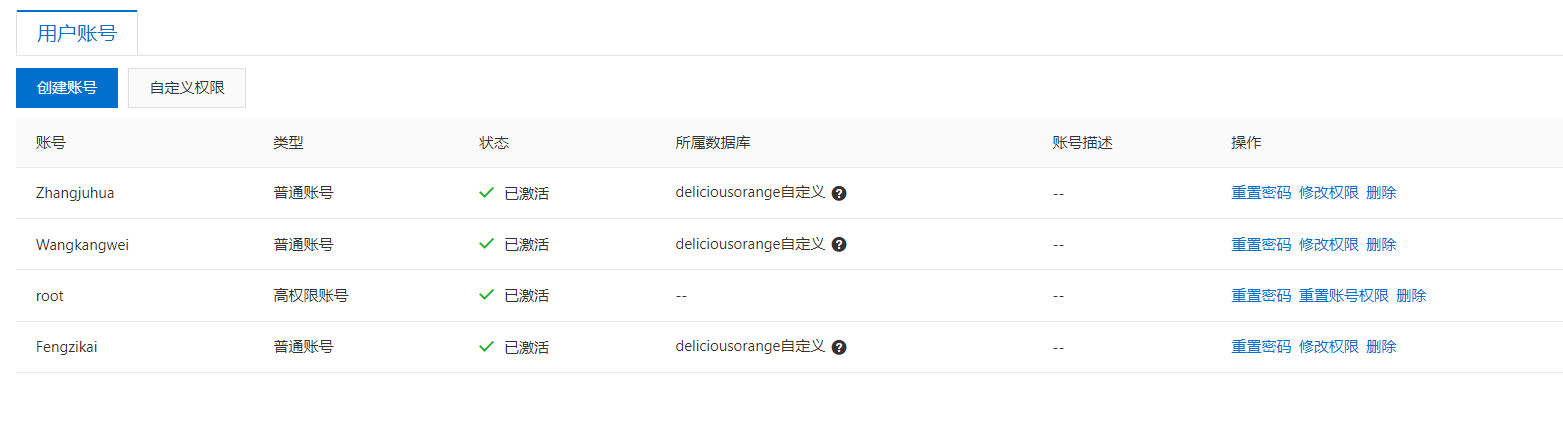 用户账号
创建账号 自定义权限
账号 类型 状态 所属数据库 账号描述 操作
Zhangjuhua 普通账号 已激活 deliciousorange自定义 ? -- 重置密码 修改权限 删除
Wangkangwei 普通账号 已激活 deliciousorange自定义 ? -- 重置密码 修改权限 删除
root 高权限账号 已激活 -- -- 重置密码 重置账号权限 删除
Fengzikai 普通账号 已激活 deliciousorange自定义 ? -- 重置密码 修改权限 删除